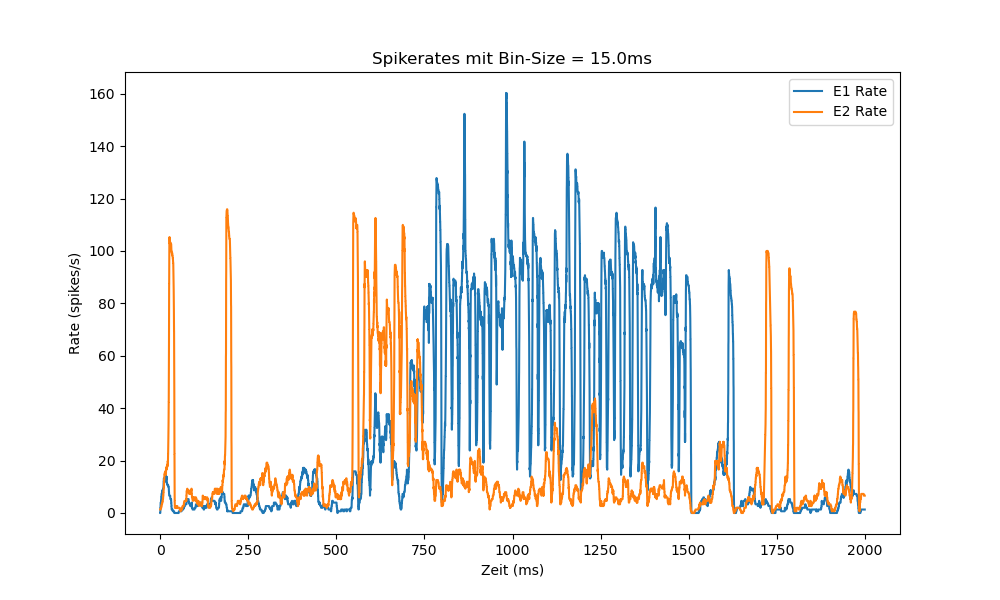 Spikerates mit Bin-Size = 15.0ms
E1 Rate
E2 Rate
Rate (spikes/s)
160
140
120
100
80
60
40
20
0
0 250 500 750 1000 1250 1500 1750 2000
Zeit (ms)